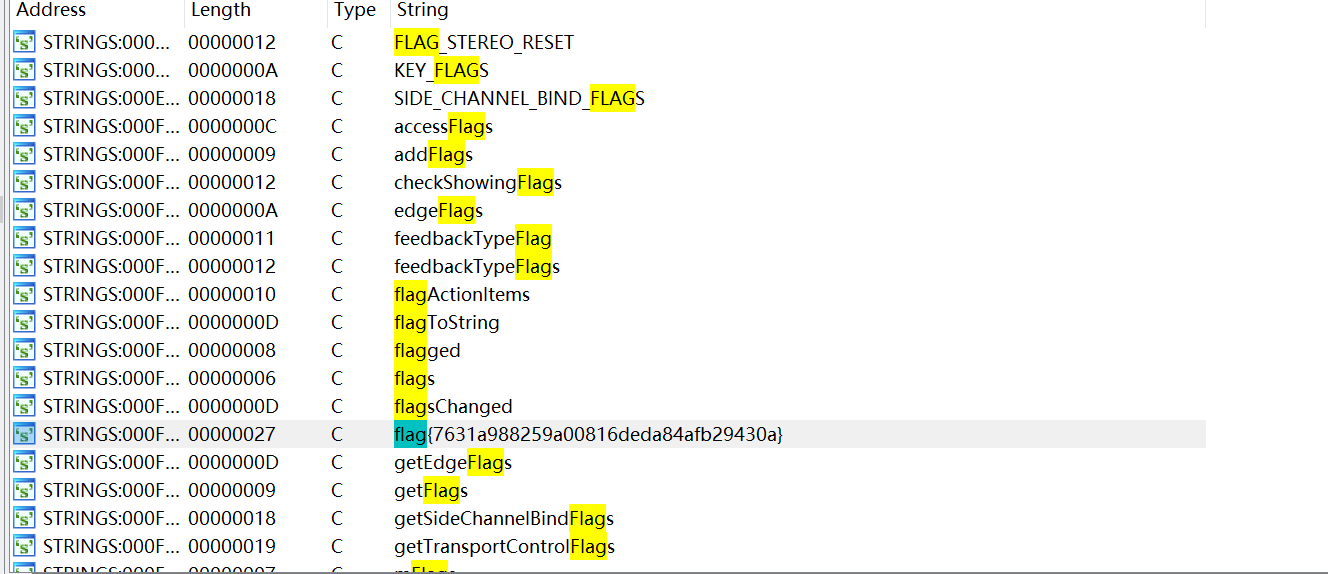 Address Length Type String
STRINGS:000... 00000012 C FLAG_STEREO_RESET
STRINGS:000... 0000000A C KEY_FLAGS
STRINGS:000E... 00000018 C SIDE_CHANNEL_BIND_FLAGS
STRINGS:000F... 0000000C C accessFlags
STRINGS:000F... 00000009 C addFlags
STRINGS:000F... 00000012 C checkShowingFlags
STRINGS:000F... 0000000A C edgeFlags
STRINGS:000F... 00000011 C feedbackTypeFlag
STRINGS:000F... 00000012 C feedbackTypeFlags
STRINGS:000F... 00000010 C flagActionItems
STRINGS:000F... 0000000D C flagToString
STRINGS:000F... 00000008 C flagged
STRINGS:000F... 00000006 C flags
STRINGS:000F... 0000000D C flagsChanged
STRINGS:000F... 00000027 C flag{7631a988259a00816deda84afb29430a}
STRINGS:000F... 0000000D C getEdgeFlags
STRINGS:000F... 00000009 C getFlags
STRINGS:000F... 00000018 C getSideChannelBindFlags
STRINGS:000F... 00000019 C getTransportControlFlags